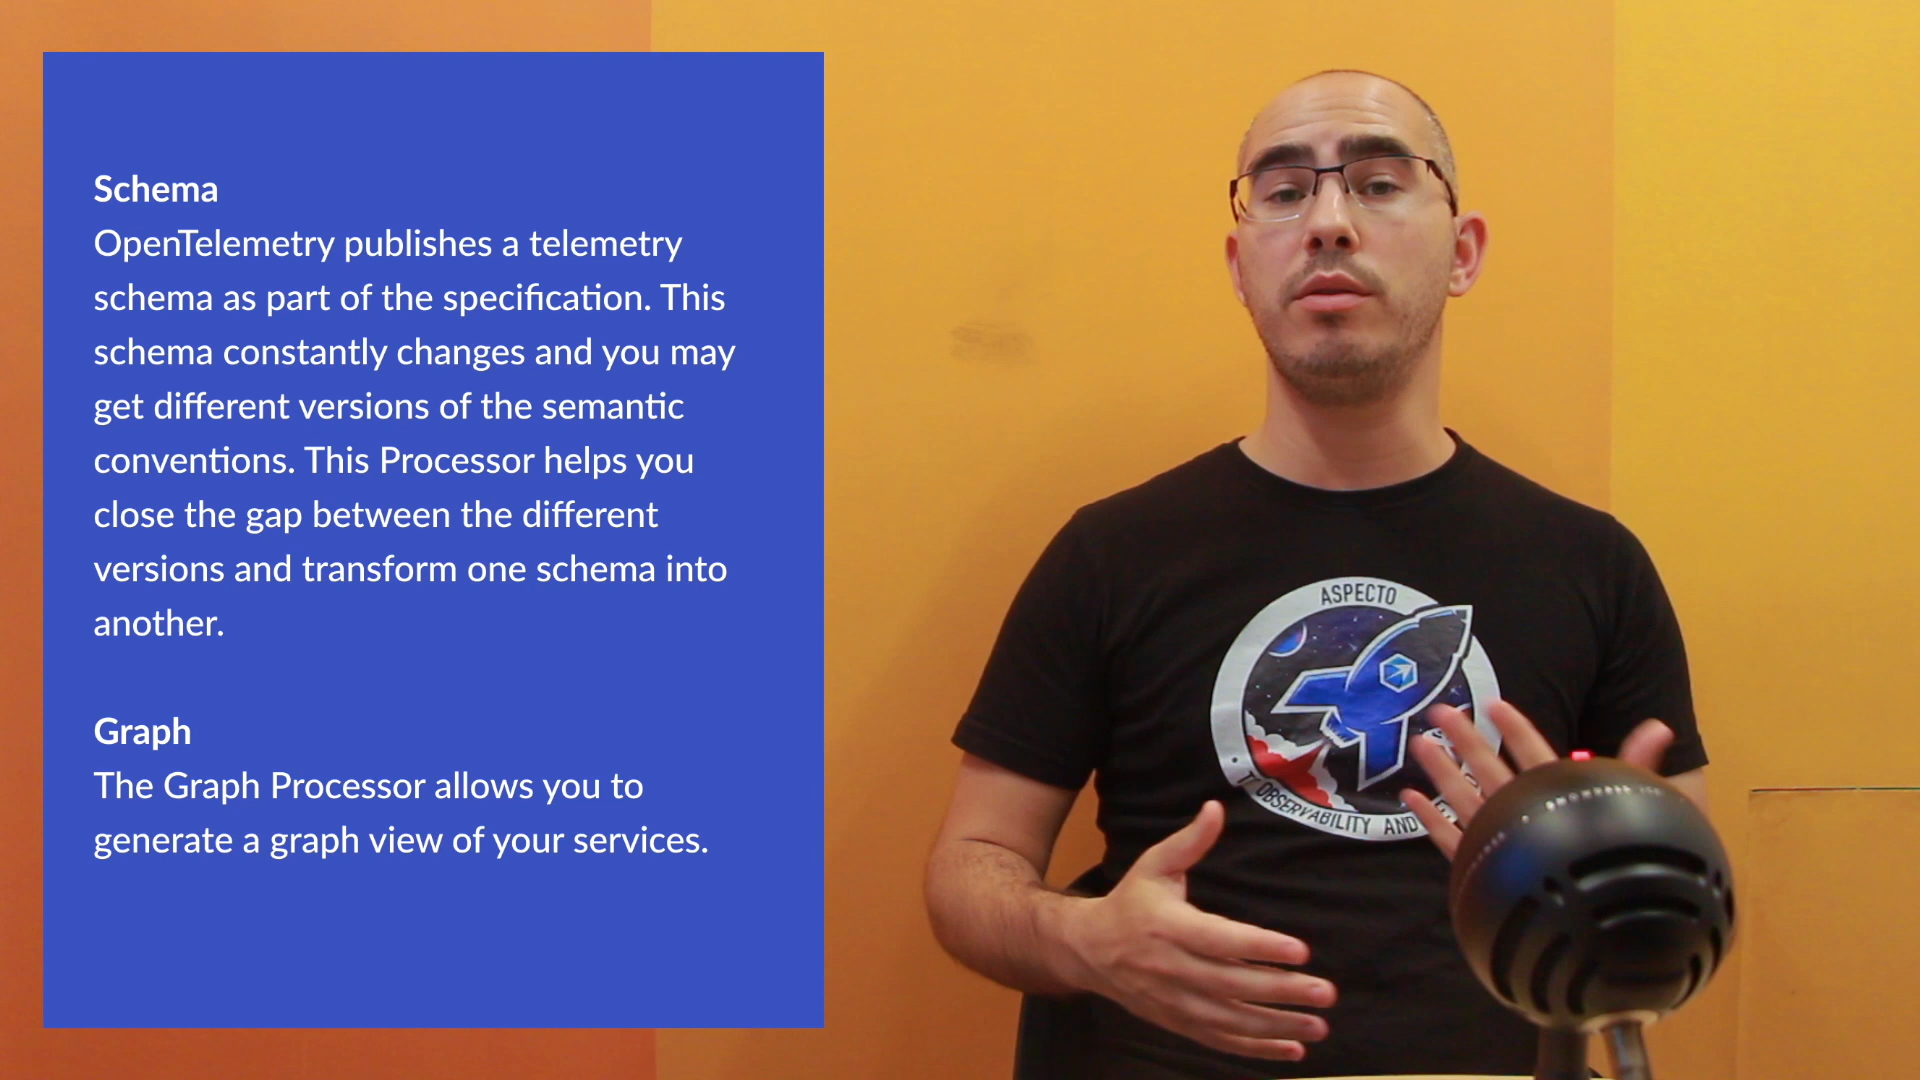 Schema
OpenTelemetry publishes a telemetry
schema as part of the specification. This
schema constantly changes and you may
get different versions of the semantic
conventions. This Processor helps you
close the gap between the different
versions and transform one schema into
another.
Graph
The Graph Processor allows you to
generate a graph view of your services.
ASPECTO
OBSERVABILITY AND